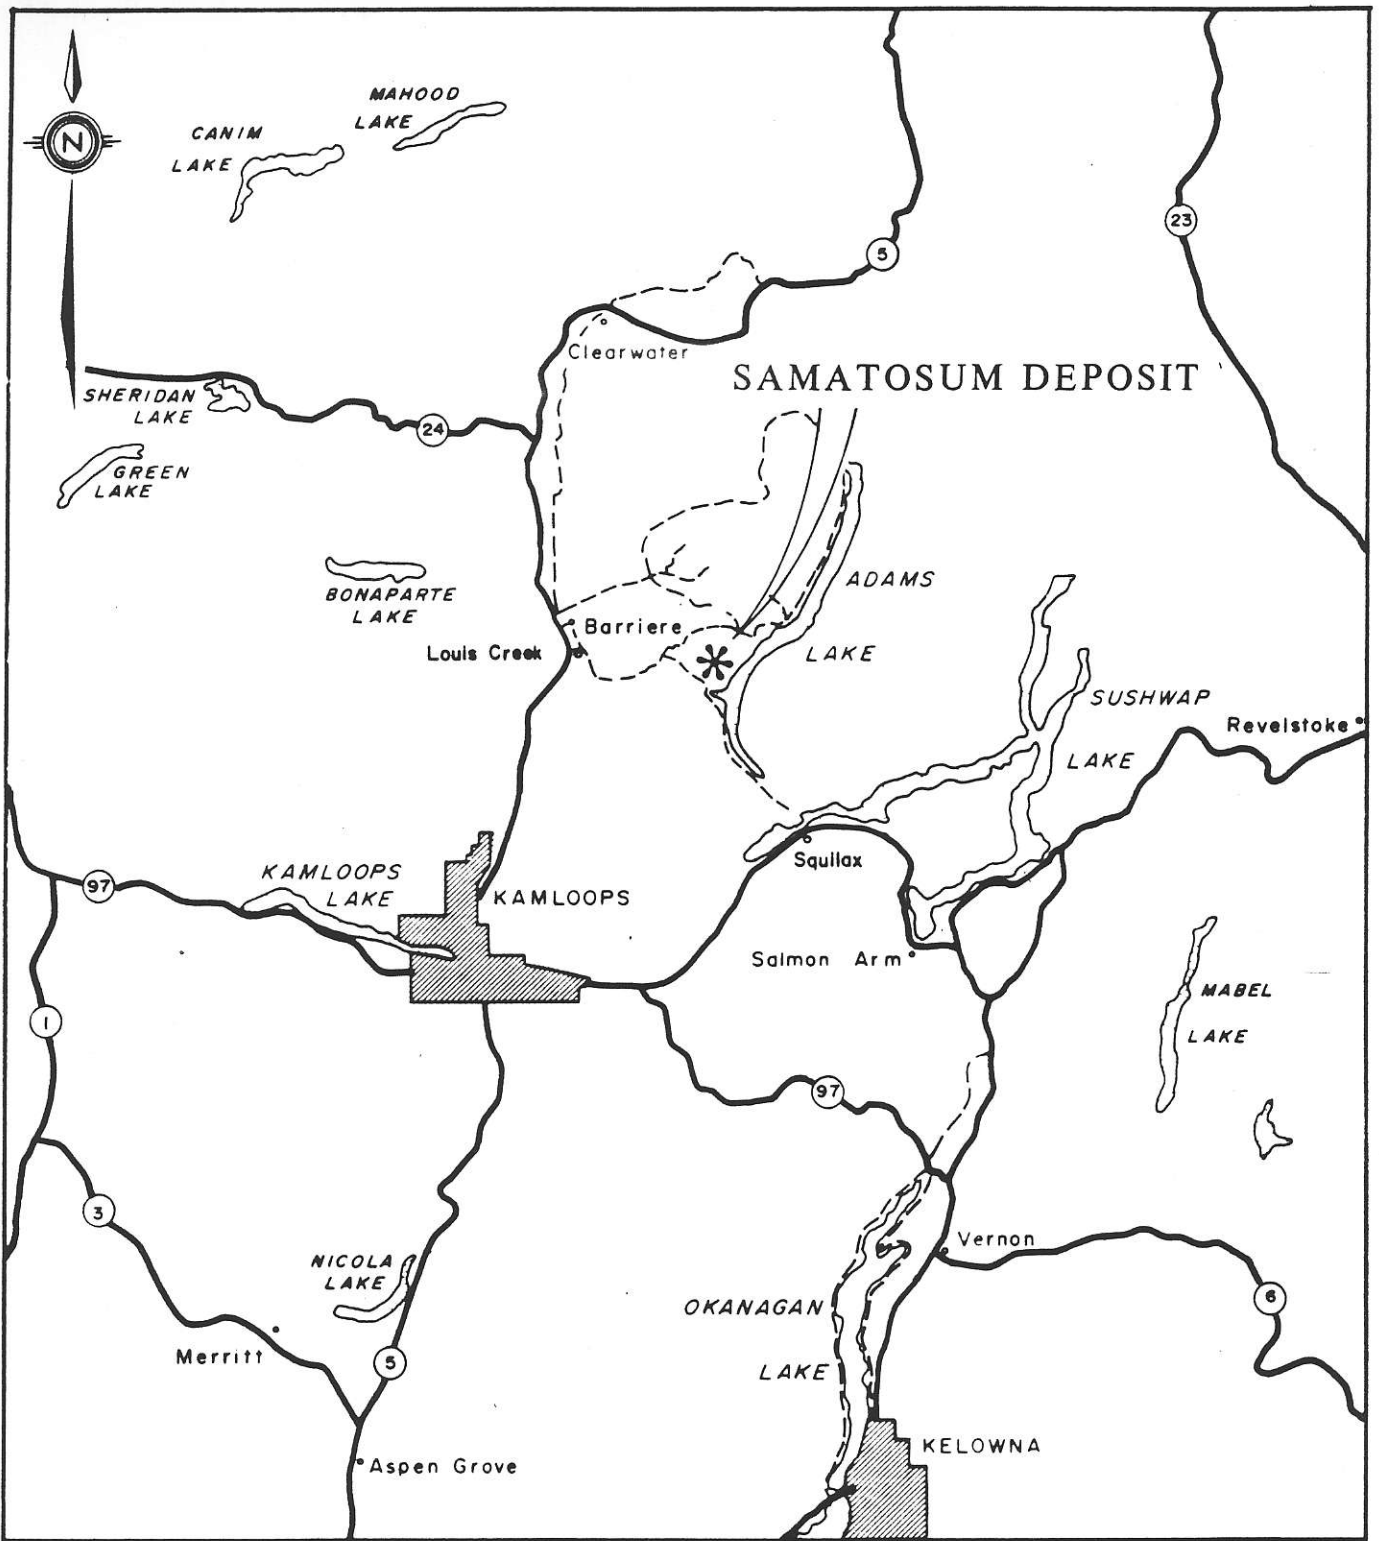 MAHOOD
LAKE
CANIM
LAKE
N
23
5
Clearwater
SAMATOSUM DEPOSIT
SHERIDAN
LAKE
24
GREEN
LAKE
ADAMS
LAKE
BONAPARTE
LAKE
Barriere
Louis Creek
SUSHWAP
LAKE
Revelstoke
Squilax
KAMLOOPS
LAKE
97
KAMLOOPS
Salmon Arm
MABEL
LAKE
1
97
3
Vernon
NICOLA
LAKE
OKANAGAN
LAKE
6
Merritt
5
KELOWNA
Aspen Grove